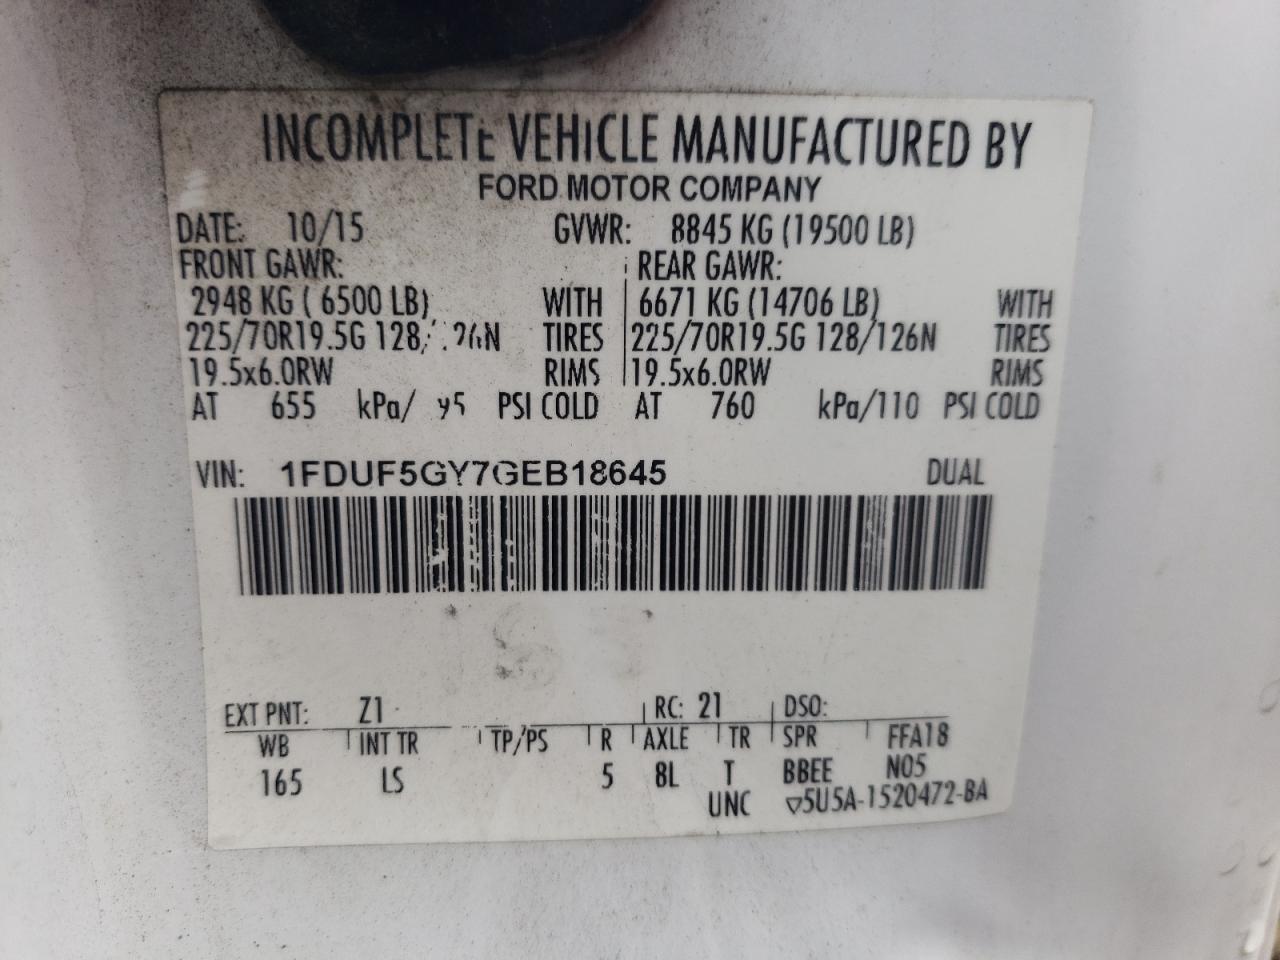 INCOMPLETE VEHICLE MANUFACTURED BY
FORD MOTOR COMPANY
DATE: 10/15 GVWR: 8845 KG (19500 LB)
FRONT GAWR: REAR GAWR:
2948 KG ( 6500 LB) WITH 6671 KG (14706 LB) WITH
225/70R19.5G 128/126N TIRES 225/70R19.5G 128/126N TIRES
19.5x6.0RW RIMS 19.5x6.0RW RIMS
AT 655 kPa/ 95 PSI COLD AT 760 kPa/110 PSI COLD
VIN: 1FDUF5GY7GEB18645 DUAL
EXT PNT: Z1 RC: 21 DSO:
WB INT TR TP/PS R AXLE TR SPR FFA18
165 LS 5 8L T BBEE N05
UNC ▽5U5A-1520472-BA